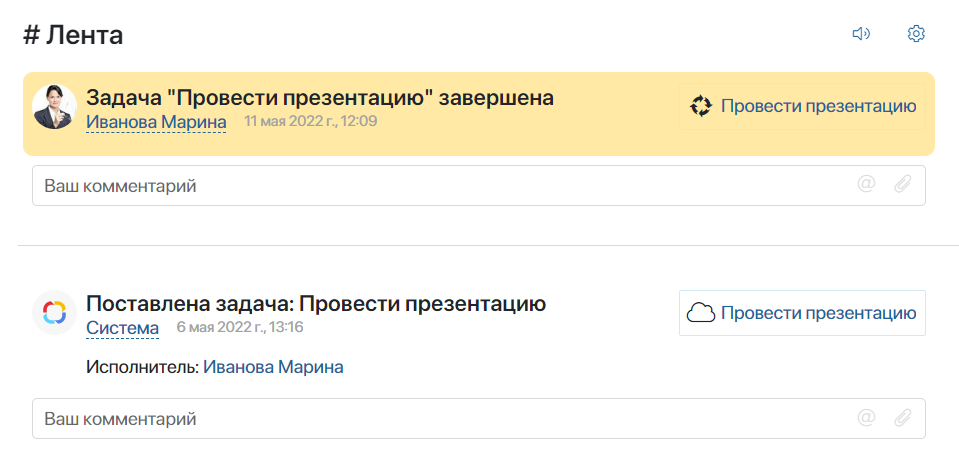 # Лента
Задача "Провести презентацию" завершена
Иванова Марина 11 мая 2022 г., 12:09
Провести презентацию
Ваш комментарий @
Поставлена задача: Провести презентацию
Система 6 мая 2022 г., 13:16
Провести презентацию
Исполнитель: Иванова Марина
Ваш комментарий @